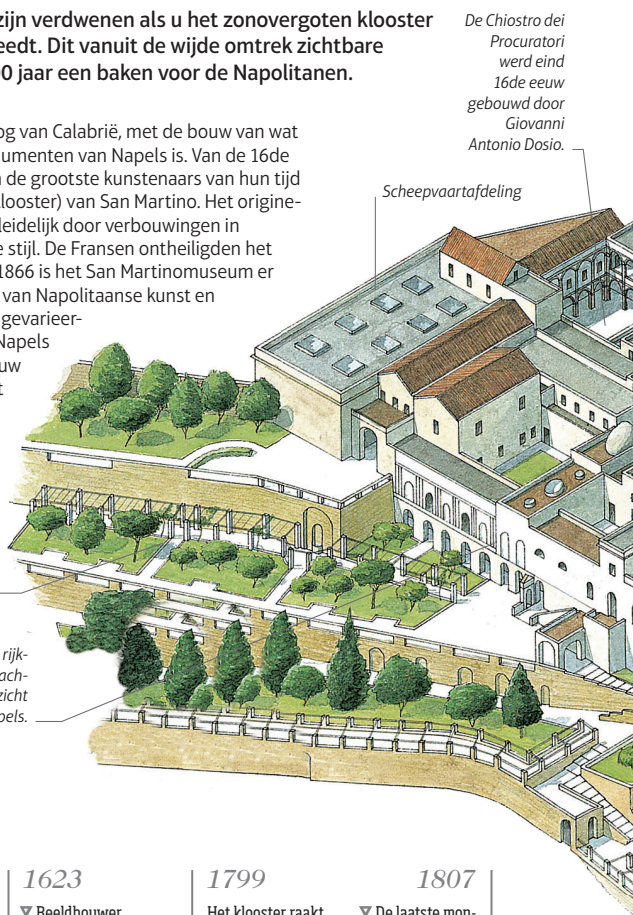 zijn verdwenen als u het zonovergoten klooster
eedt. Dit vanuit de wijde omtrek zichtbare
00 jaar een baken voor de Napolitanen.
og van Calabrië, met de bouw van wat
umenten van Napels is. Van de 16de
de grootste kunstenaars van hun tijd
klooster) van San Martino. Het origine-
leidelijk door verbouwingen in
e stijl. De Fransen ontheiligden het
1866 is het San Martinomuseum er
van Napolitaanse kunst en
gevarieer-
Napels
uw
t
De Chiostro dei
Procuratori
werd eind
16de eeuw
gebouwd door
Giovanni
Antonio Dosio.
Scheepvaartafdeling
rijk-
ach-
zicht
pels.
1623
▼ Beeldhouwer
1799
Het klooster raakt
1807
▼ De laatste mon-